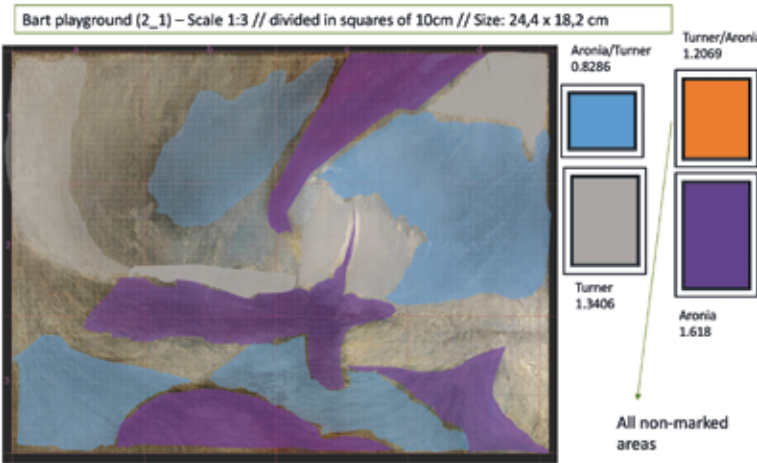 Bart playground (2_1) – Scale 1:3 // divided in squares of 10cm // Size: 24,4 x 18,2 cm
Aronia/Turner
0.8286
Turner/Aronia
1.2069
Turner
1.3406
Aronia
1.618
All non-marked
areas